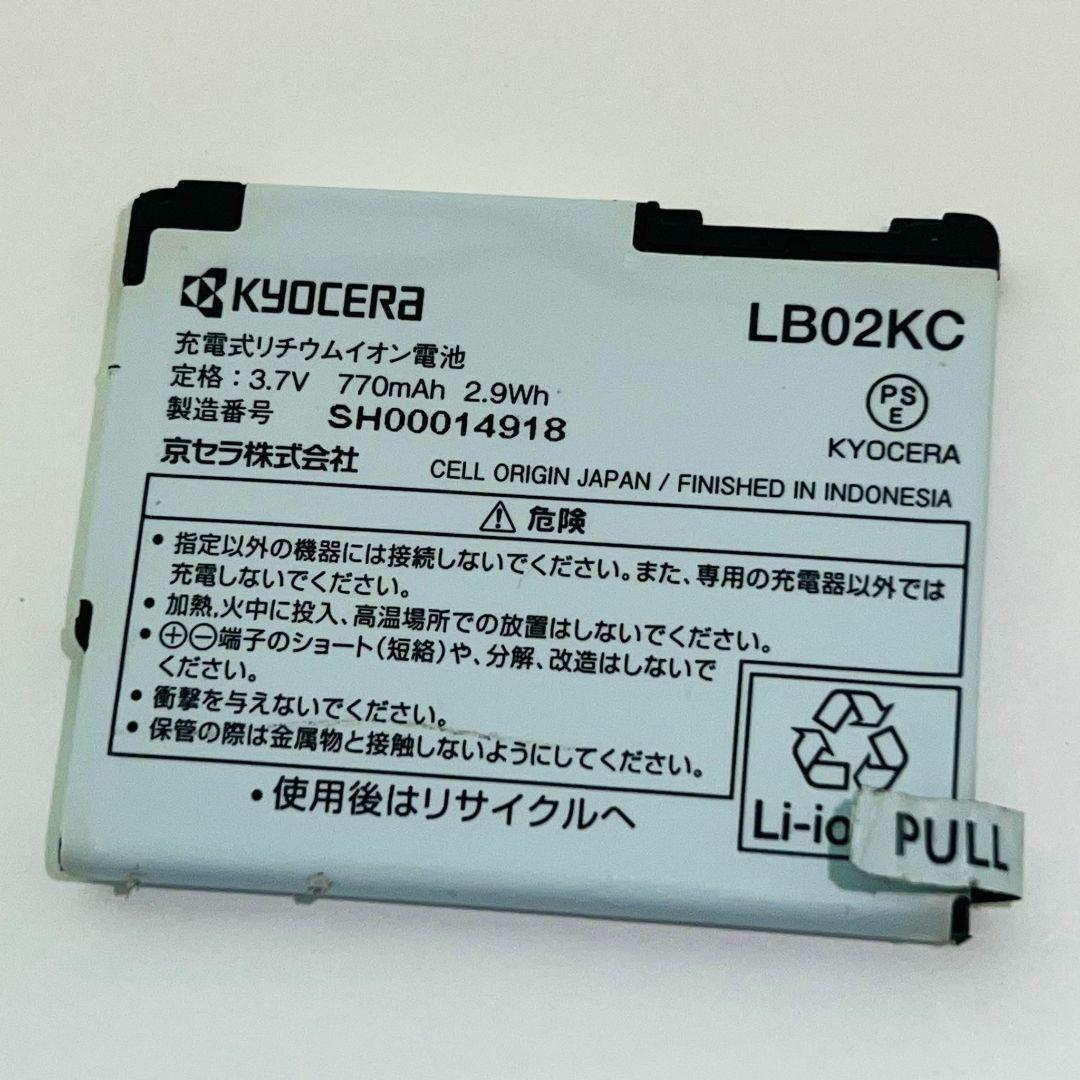 KYOCERA
LB02KC
充電式リチウムイオン電池
定格：3.7V 770mAh 2.9Wh
製造番号 SH00014918
PSE
KYOCERA
京セラ株式会社
CELL ORIGIN JAPAN / FINISHED IN INDONESIA
危険
・指定以外の機器には接続しないでください。また、専用の充電器以外では
充電しないでください。
・加熱,火中に投入、高温場所での放置はしないでください。
・⊕⊖端子のショート(短絡)や、分解、改造はしないで
ください。
・衝撃を与えないでください。
・保管の際は金属物と接触しないようにしてください。
・使用後はリサイクルへ
Li-io
PULL